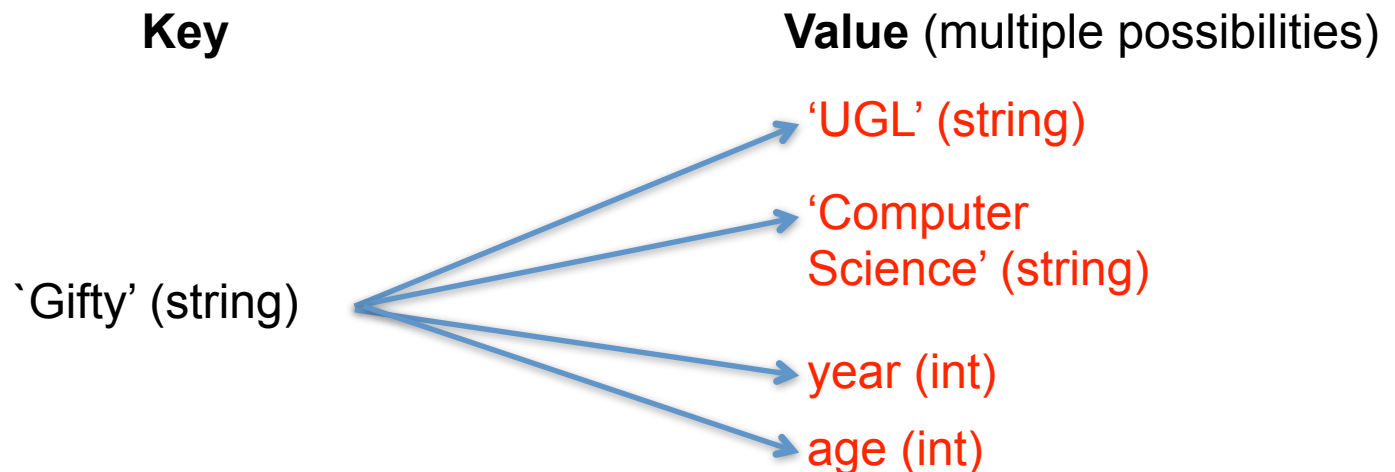 Key
Value (multiple possibilities)
‘UGL’ (string)
‘Computer
Science’ (string)
`Gifty’ (string)
year (int)
age (int)